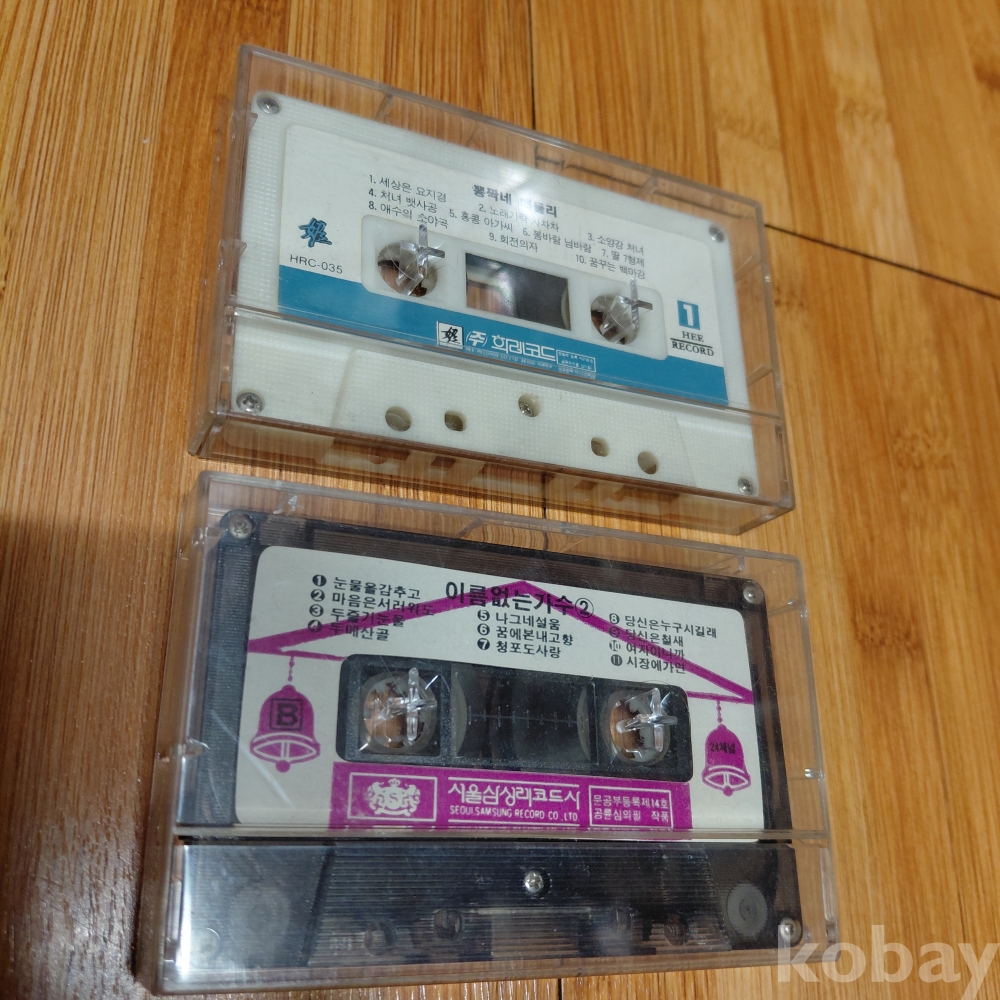 뽕짝네
1. 세상은 요지경
2. 노래가락 차차차
3. 소양강 처녀
4. 처녀 뱃사공
5. 홍콩 아가씨
6. 봄바람 님바람
7. 딸 7형제
8. 애수의 소야곡
9. 회전의자
10. 꿈꾸는 백마강
HRC-035
1
HEE
RECORD
(주) 희레코드
이름없는가수②
❶ 눈물을감추고
❷ 마음은서러워도
❸ 두줄기눈물
❹ 두메산골
❺ 나그네설움
❻ 꿈에본내고향
❼ 청포도사랑
❽ 당신은누구시길래
❾ 당신은철새
❿ 여자이니까
⓫ 시장에가면
B
24채널
서울삼성레코드사
SEOUL SAMSUNG RECORD CO., LTD.
문공부등록제14호
공륜심의필 작품
kobay